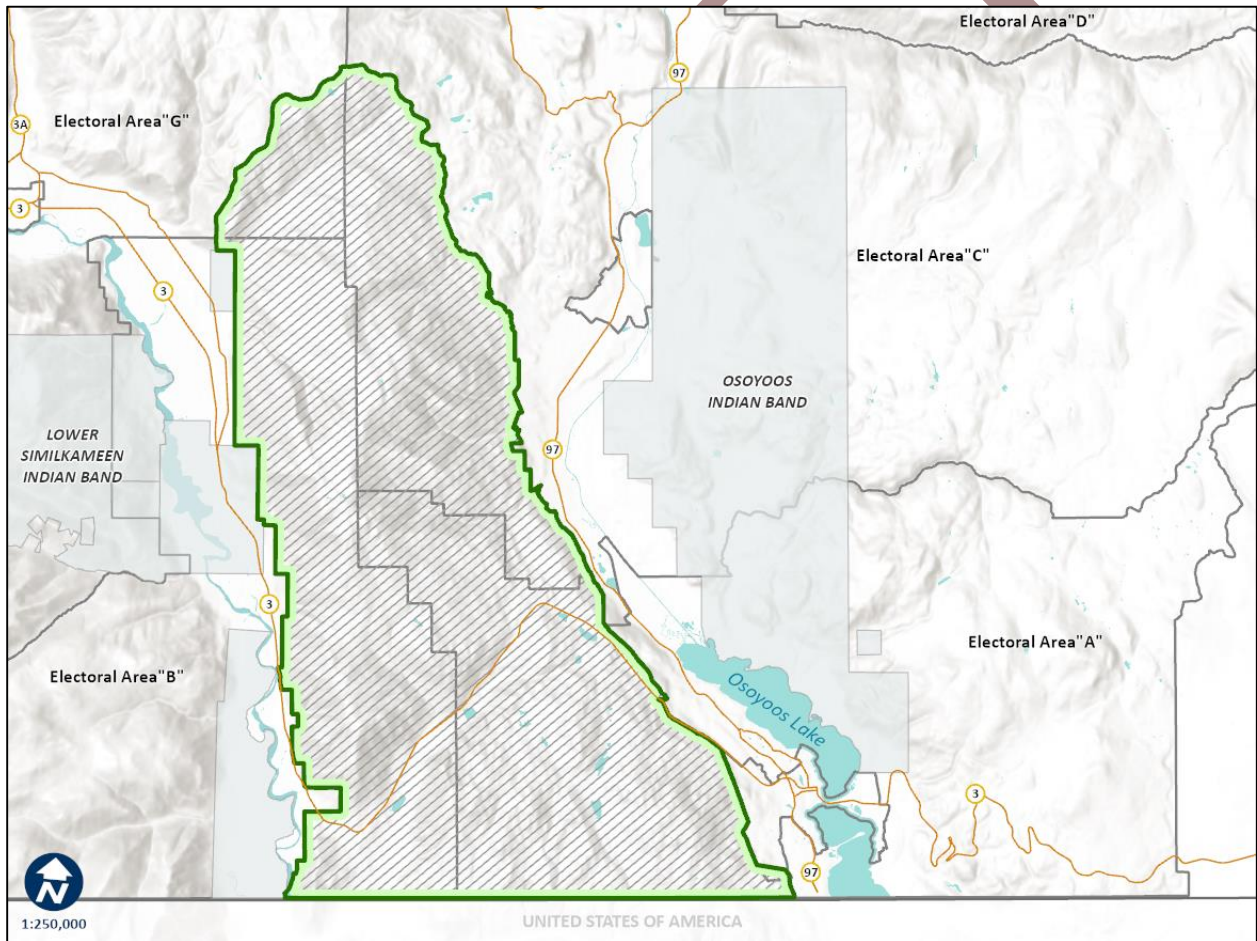 Electoral Area"D"
97
97
3A
Electoral Area"G"
3
Electoral Area"C"
3
OSOYOOS
INDIAN BAND
LOWER
SIMILKAMEEN
INDIAN BAND
97
3
Electoral Area"A"
Electoral Area"B"
Osoyoos Lake
3
97
N
1:250,000
UNITED STATES OF AMERICA